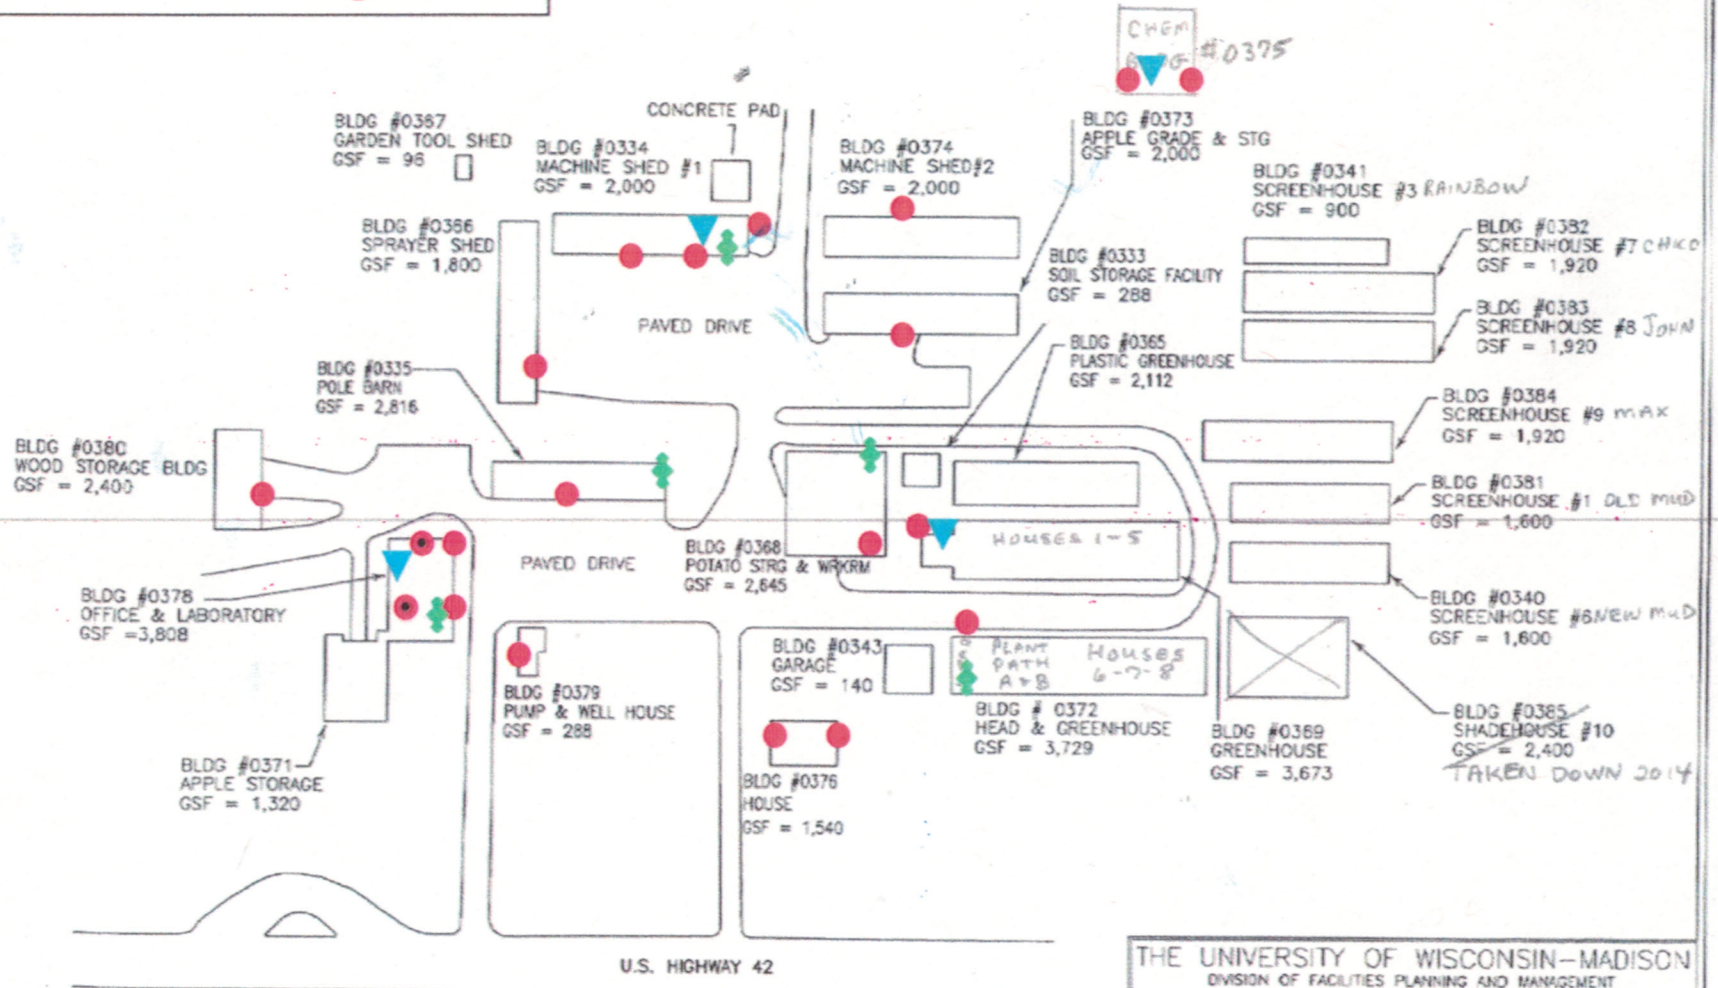 CHEM
BLDG #0375
CONCRETE PAD
BLDG #0367
GARDEN TOOL SHED
GSF = 96
BLDG #0334
MACHINE SHED #1
GSF = 2,000
BLDG #0374
MACHINE SHED#2
GSF = 2,000
BLDG #0373
APPLE GRADE & STG
GSF = 2,000
BLDG #0341
SCREENHOUSE #3 RAINBOW
GSF = 900
BLDG #0366
SPRAYER SHED
GSF = 1,800
BLDG #0382
SCREENHOUSE #7
GSF = 1,920
BLDG #0333
SOIL STORAGE FACILITY
GSF = 288
PAVED DRIVE
BLDG #0383
SCREENHOUSE #8 JOHN
GSF = 1,920
BLDG #0365
PLASTIC GREENHOUSE
GSF = 2,112
BLDG #0335
POLE BARN
GSF = 2,816
BLDG #0384
SCREENHOUSE #9 MAX
GSF = 1,920
BLDG #0380
WOOD STORAGE BLDG
GSF = 2,400
BLDG #0381
SCREENHOUSE #1 OLD MUD
GSF = 1,600
HOUSES 1-5
BLDG #0368
POTATO STRG & WRKRM
GSF = 2,645
PAVED DRIVE
BLDG #0378
OFFICE & LABORATORY
GSF =3,808
BLDG #0340
SCREENHOUSE #6 NEW MUD
GSF = 1,600
BLDG #0343
GARAGE
GSF = 140
PLANT
PATH
A+B
HOUSES
6-7-8
BLDG #0379
PUMP & WELL HOUSE
GSF = 288
BLDG # 0372
HEAD & GREENHOUSE
GSF = 3,729
BLDG #0369
GREENHOUSE
GSF = 3,673
BLDG #0385
SHADEHOUSE #10
GSF = 2,400
TAKEN DOWN 2014
BLDG #0371
APPLE STORAGE
GSF = 1,320
BLDG #0376
HOUSE
GSF = 1,540
U.S. HIGHWAY 42
THE UNIVERSITY OF WISCONSIN-MADISON
DIVISION OF FACILITIES PLANNING AND MANAGEMENT